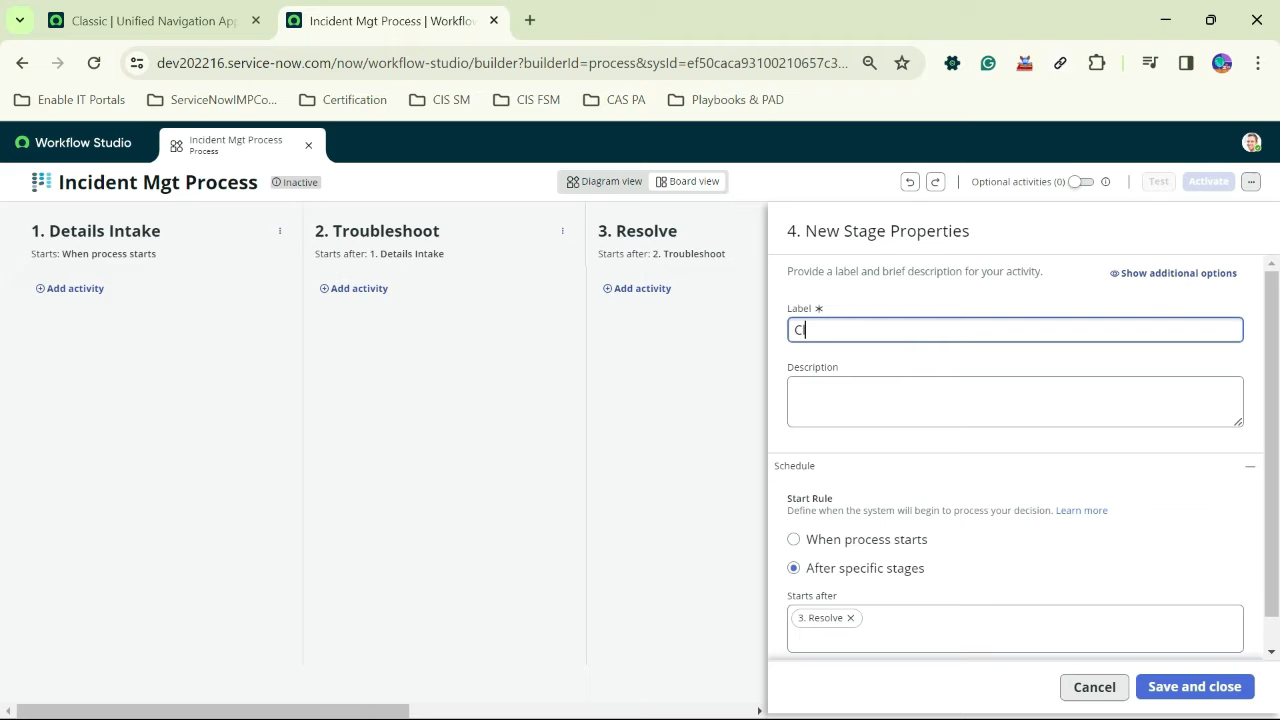 Classic | Unified Navigation App
Incident Mgt Process | Workflow
dev202216.service-now.com/now/workflow-studio/builder?builderId=process&sysId=ef50caca93100210657c3...
Enable IT Portals
ServiceNowIMPCo...
Certification
CIS SM
CIS FSM
CAS PA
Playbooks & PAD
Workflow Studio
Incident Mgt Process
Process
Incident Mgt Process
Inactive
Diagram view
Board view
Optional activities (0)
Test
Activate
1. Details Intake
Starts: When process starts
Add activity
2. Troubleshoot
Starts after: 1. Details Intake
Add activity
3. Resolve
Starts after: 2. Troubleshoot
Add activity
4. New Stage Properties
Provide a label and brief description for your activity.
Show additional options
Label *
Cl
Description
Schedule
Start Rule
Define when the system will begin to process your decision. Learn more
When process starts
After specific stages
Starts after
3. Resolve
Cancel
Save and close